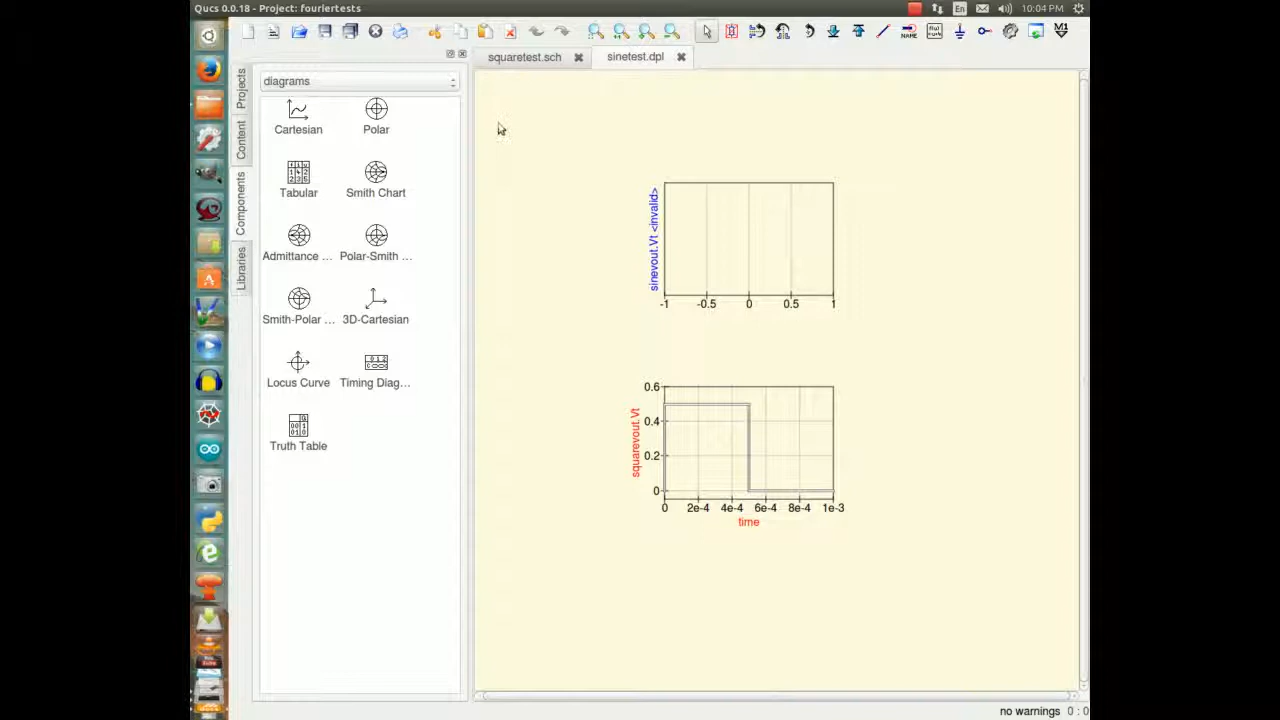 Qucs 0.0.18 - Project: fouriertests
En
10:04 PM
NAME
M1
squaretest.sch
sinetest.dpl
Projects
Content
Components
Libraries
diagrams
Cartesian
Polar
Tabular
Smith Chart
Admittance ...
Polar-Smith ...
Smith-Polar ...
3D-Cartesian
Locus Curve
Timing Diag...
Truth Table
sinevout.Vt <invalid>
-1
-0.5
0
0.5
1
squarevout.Vt
0.6
0.4
0.2
0
0
2e-4
4e-4
6e-4
8e-4
1e-3
time
no warnings
0 : 0